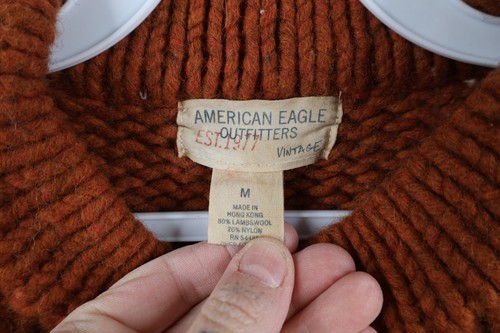 AMERICAN EAGLE
OUTFITTERS
EST. 1977
VINTAGE
M
MADE IN
HONG KONG
80% LAMBSWOOL
20% NYLON